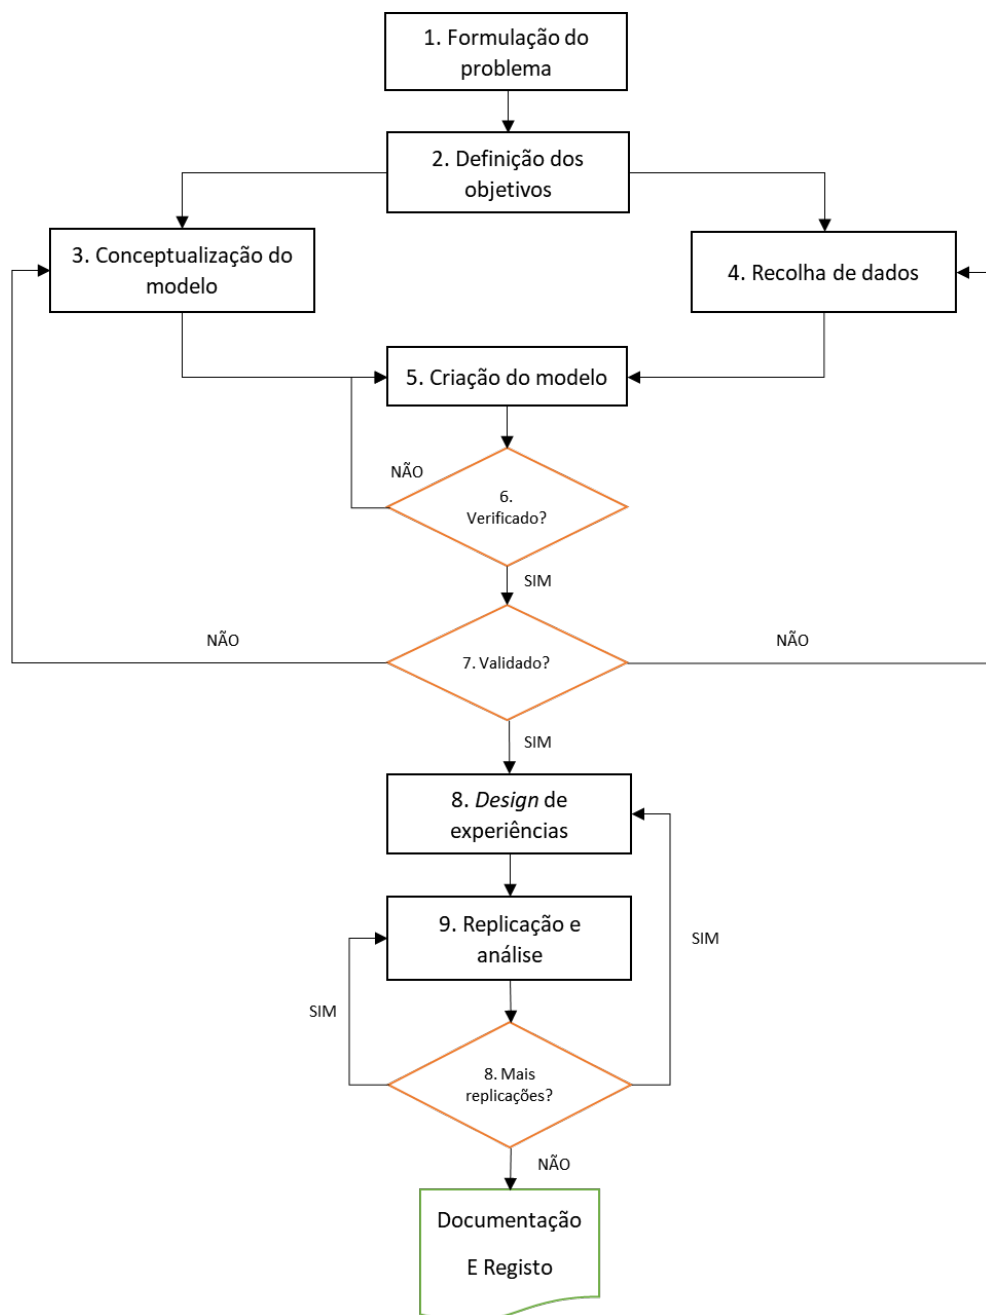 1. Formulação do
problema
2. Definição dos
objetivos
3. Conceptualização do
modelo
4. Recolha de dados
5. Criação do modelo
NÃO
6.
Verificado?
SIM
NÃO
7. Validado?
NÃO
SIM
8. Design de
experiências
9. Replicação e
análise
SIM
SIM
8. Mais
replicações?
NÃO
Documentação
E Registo